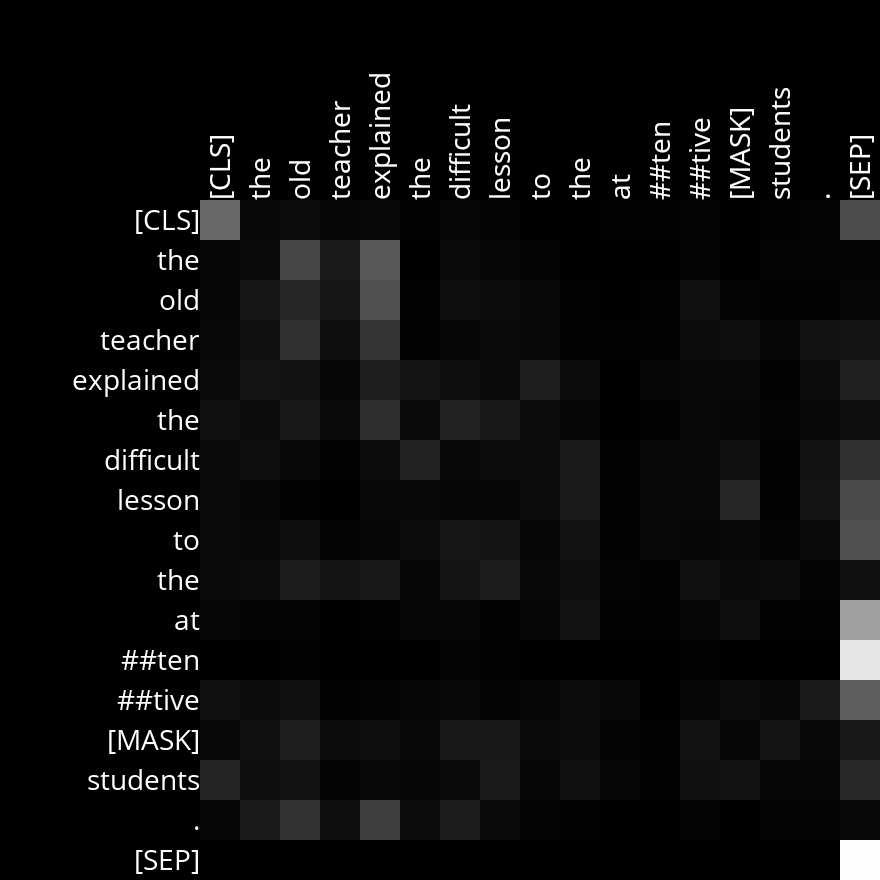 [CLS] the old teacher explained the difficult lesson to the at ##ten ##tive [MASK] students . [SEP]
[CLS]
the
old
teacher
explained
the
difficult
lesson
to
the
at
##ten
##tive
[MASK]
students
.
[SEP]